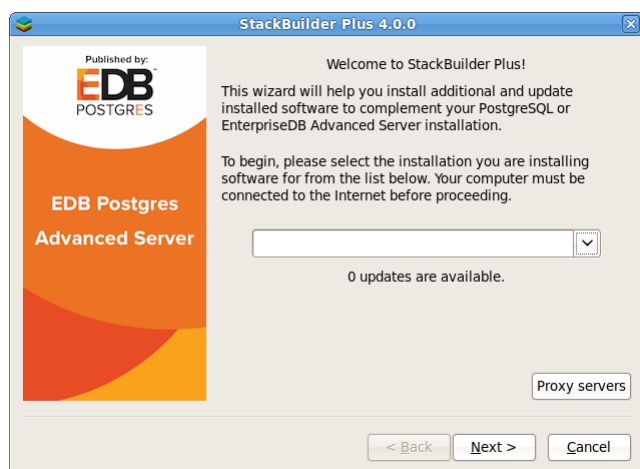 StackBuilder Plus 4.0.0
Published by:
EDB
POSTGRES
EDB Postgres
Advanced Server
Welcome to StackBuilder Plus!
This wizard will help you install additional and update
installed software to complement your PostgreSQL or
EnterpriseDB Advanced Server installation.
To begin, please select the installation you are installing
software for from the list below. Your computer must be
connected to the Internet before proceeding.
0 updates are available.
Proxy servers
< Back
Next >
Cancel